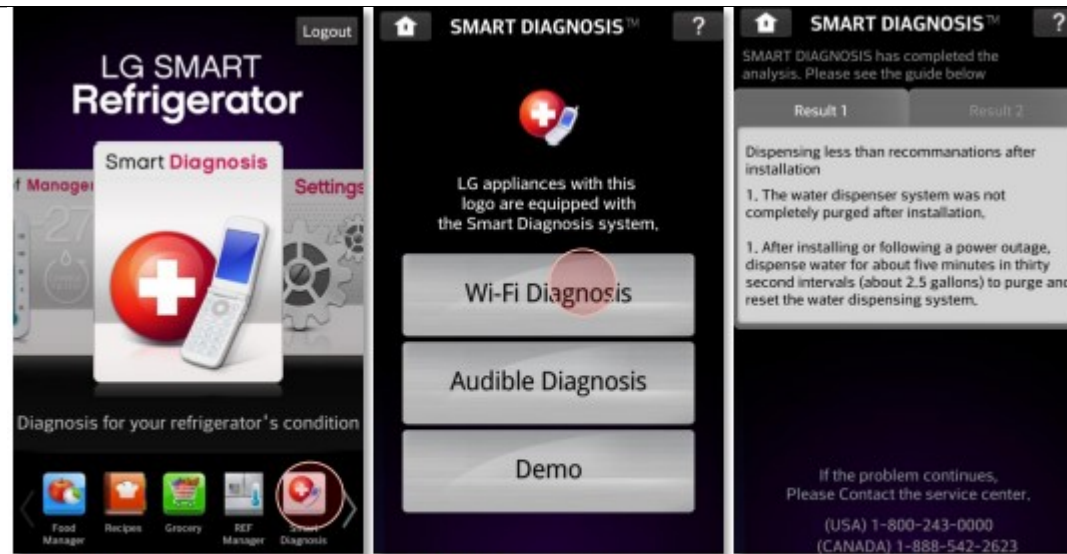 Logout
LG SMART
Refrigerator
Smart Diagnosis
f Manager
Settings
-27
Diagnosis for your refrigerator's condition
Food
Manager
Recipes
Grocery
REF
Manager
Smart
Diagnosis
SMART DIAGNOSIS™
?
LG appliances with this
logo are equipped with
the Smart Diagnosis system,
Wi-Fi Diagnosis
Audible Diagnosis
Demo
SMART DIAGNOSIS™
?
SMART DIAGNOSIS has completed the
analysis. Please see the guide below
Result 1
Result 2
Dispensing less than recommanations after
installation
1. The water dispenser system was not
completely purged after installation,
1. After installing or following a power outage,
dispense water for about five minutes in thirty
second intervals (about 2.5 gallons) to purge and
reset the water dispensing system.
If the problem continues,
Please Contact the service center,
(USA) 1-800-243-0000
(CANADA) 1-888-542-2623